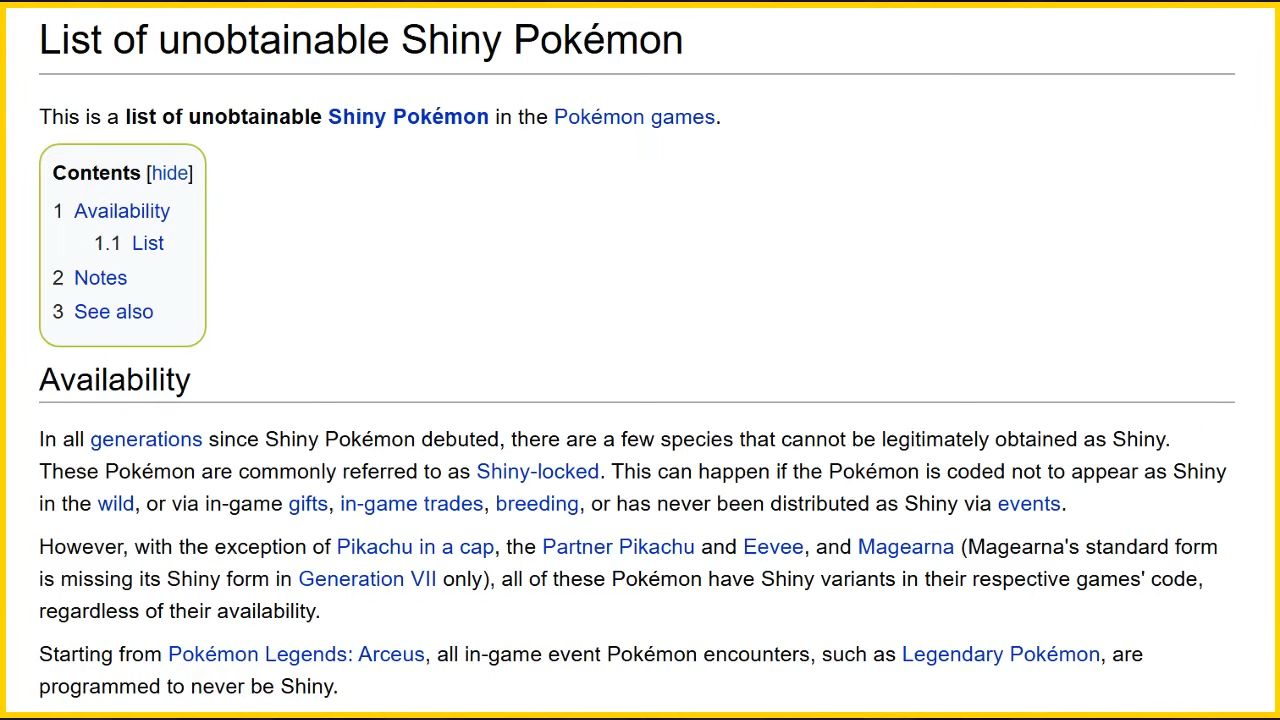 List of unobtainable Shiny Pokémon
This is a list of unobtainable Shiny Pokémon in the Pokémon games.
Contents [hide]
1 Availability
1.1 List
2 Notes
3 See also
Availability
In all generations since Shiny Pokémon debuted, there are a few species that cannot be legitimately obtained as Shiny.
These Pokémon are commonly referred to as Shiny-locked. This can happen if the Pokémon is coded not to appear as Shiny
in the wild, or via in-game gifts, in-game trades, breeding, or has never been distributed as Shiny via events.
However, with the exception of Pikachu in a cap, the Partner Pikachu and Eevee, and Magearna (Magearna's standard form
is missing its Shiny form in Generation VII only), all of these Pokémon have Shiny variants in their respective games' code,
regardless of their availability.
Starting from Pokémon Legends: Arceus, all in-game event Pokémon encounters, such as Legendary Pokémon, are
programmed to never be Shiny.